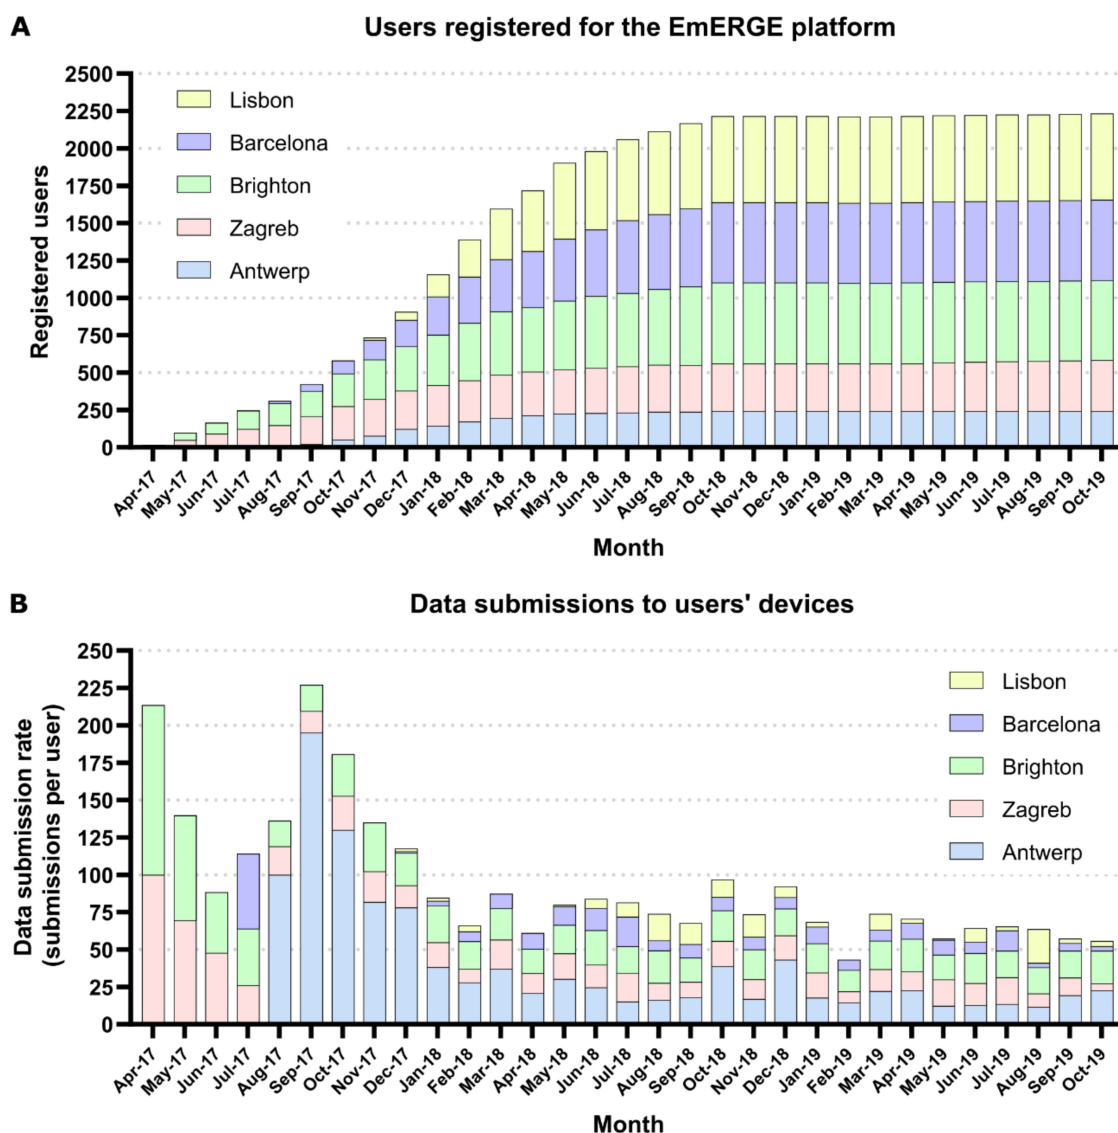 A
Users registered for the EmERGE platform
2500
2250
2000
1750
1500
1250
1000
750
500
250
0
Registered users
Lisbon
Barcelona
Brighton
Zagreb
Antwerp
Apr-17
May-17
Jun-17
Jul-17
Aug-17
Sep-17
Oct-17
Nov-17
Dec-17
Jan-18
Feb-18
Mar-18
Apr-18
May-18
Jun-18
Jul-18
Aug-18
Sep-18
Oct-18
Nov-18
Dec-18
Jan-19
Feb-19
Mar-19
Apr-19
May-19
Jun-19
Jul-19
Aug-19
Sep-19
Oct-19
Month
B
Data submissions to users' devices
250
225
200
175
150
125
100
75
50
25
0
Data submission rate
(submissions per user)
Lisbon
Barcelona
Brighton
Zagreb
Antwerp
Apr-17
May-17
Jun-17
Jul-17
Aug-17
Sep-17
Oct-17
Nov-17
Dec-17
Jan-18
Feb-18
Mar-18
Apr-18
May-18
Jun-18
Jul-18
Aug-18
Sep-18
Oct-18
Nov-18
Dec-18
Jan-19
Feb-19
Mar-19
Apr-19
May-19
Jun-19
Jul-19
Aug-19
Sep-19
Oct-19
Month